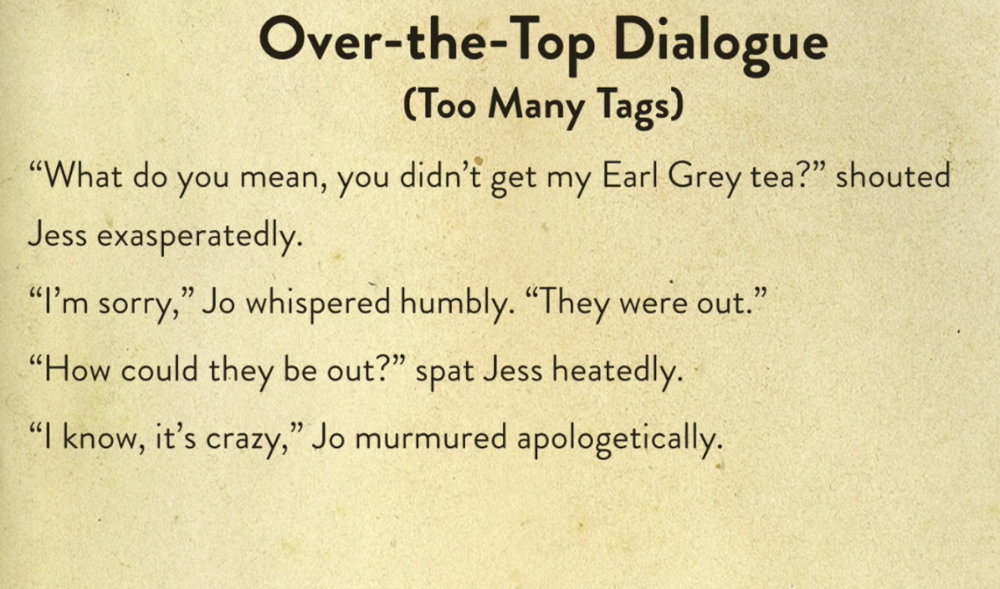 Over-the-Top Dialogue
(Too Many Tags)
“What do you mean, you didn’t get my Earl Grey tea?” shouted
Jess exasperatedly.
“I’m sorry,” Jo whispered humbly. “They were out.”
“How could they be out?” spat Jess heatedly.
“I know, it’s crazy,” Jo murmured apologetically.